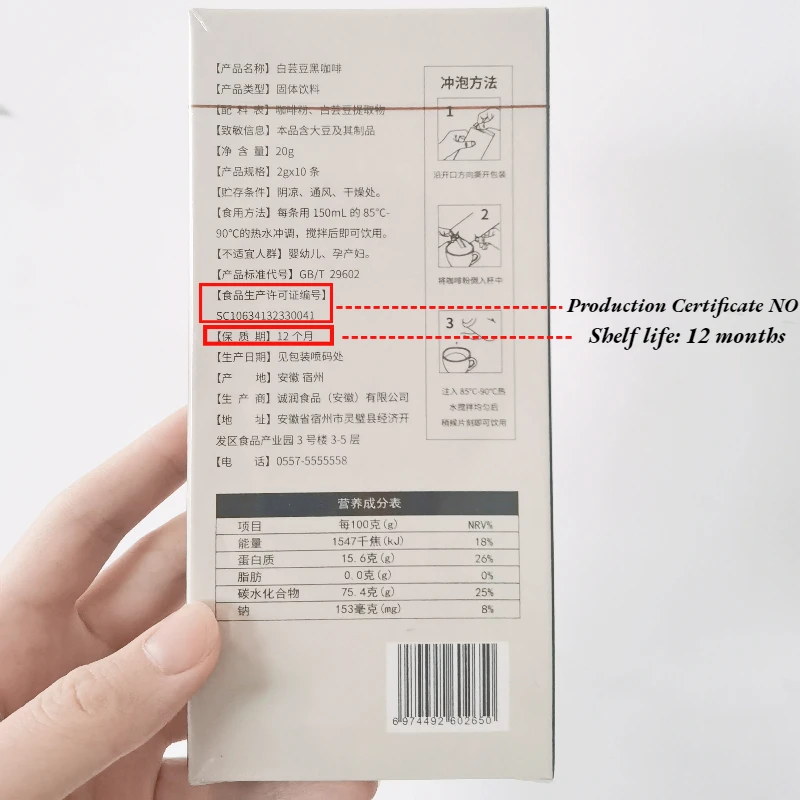 【产品名称】白芸豆黑咖啡
【产品类型】固体饮料
【配 料 表】咖啡粉、白芸豆提取物
【致敏信息】本品含大豆及其制品
【净 含 量】20g
【产品规格】2gx10 条
【贮存条件】阴凉、通风、干燥处。
【食用方法】每条用 150mL 的 85℃-
90℃的热水冲调，搅拌后即可饮用。
【不适宜人群】婴幼儿、孕产妇。
【产品标准代号】GB/T 29602
【食品生产许可证编号】
SC10634132330041
【保 质 期】12 个月
【生产日期】见包装喷码处
【产 地】安徽 宿州
【生 产 商】诚润食品（安徽）有限公司
【地 址】安徽省宿州市灵璧县经济开
发区食品产业园 3 号楼 3-5 层
【电 话】0557-5555558
冲泡方法
1
沿开口方向撕开包装
2
将咖啡粉倒入杯中
3
注入 85℃-90℃热
水搅拌均匀后
稍候片刻即可饮用
Production Certificate NO
Shelf life: 12 months
营养成分表
项目 每100克(g) NRV%
能量 1547千焦(kJ) 18%
蛋白质 15.6克(g) 26%
脂肪 0.0克(g) 0%
碳水化合物 75.4克(g) 25%
钠 153毫克(mg) 8%
6 974492 602650